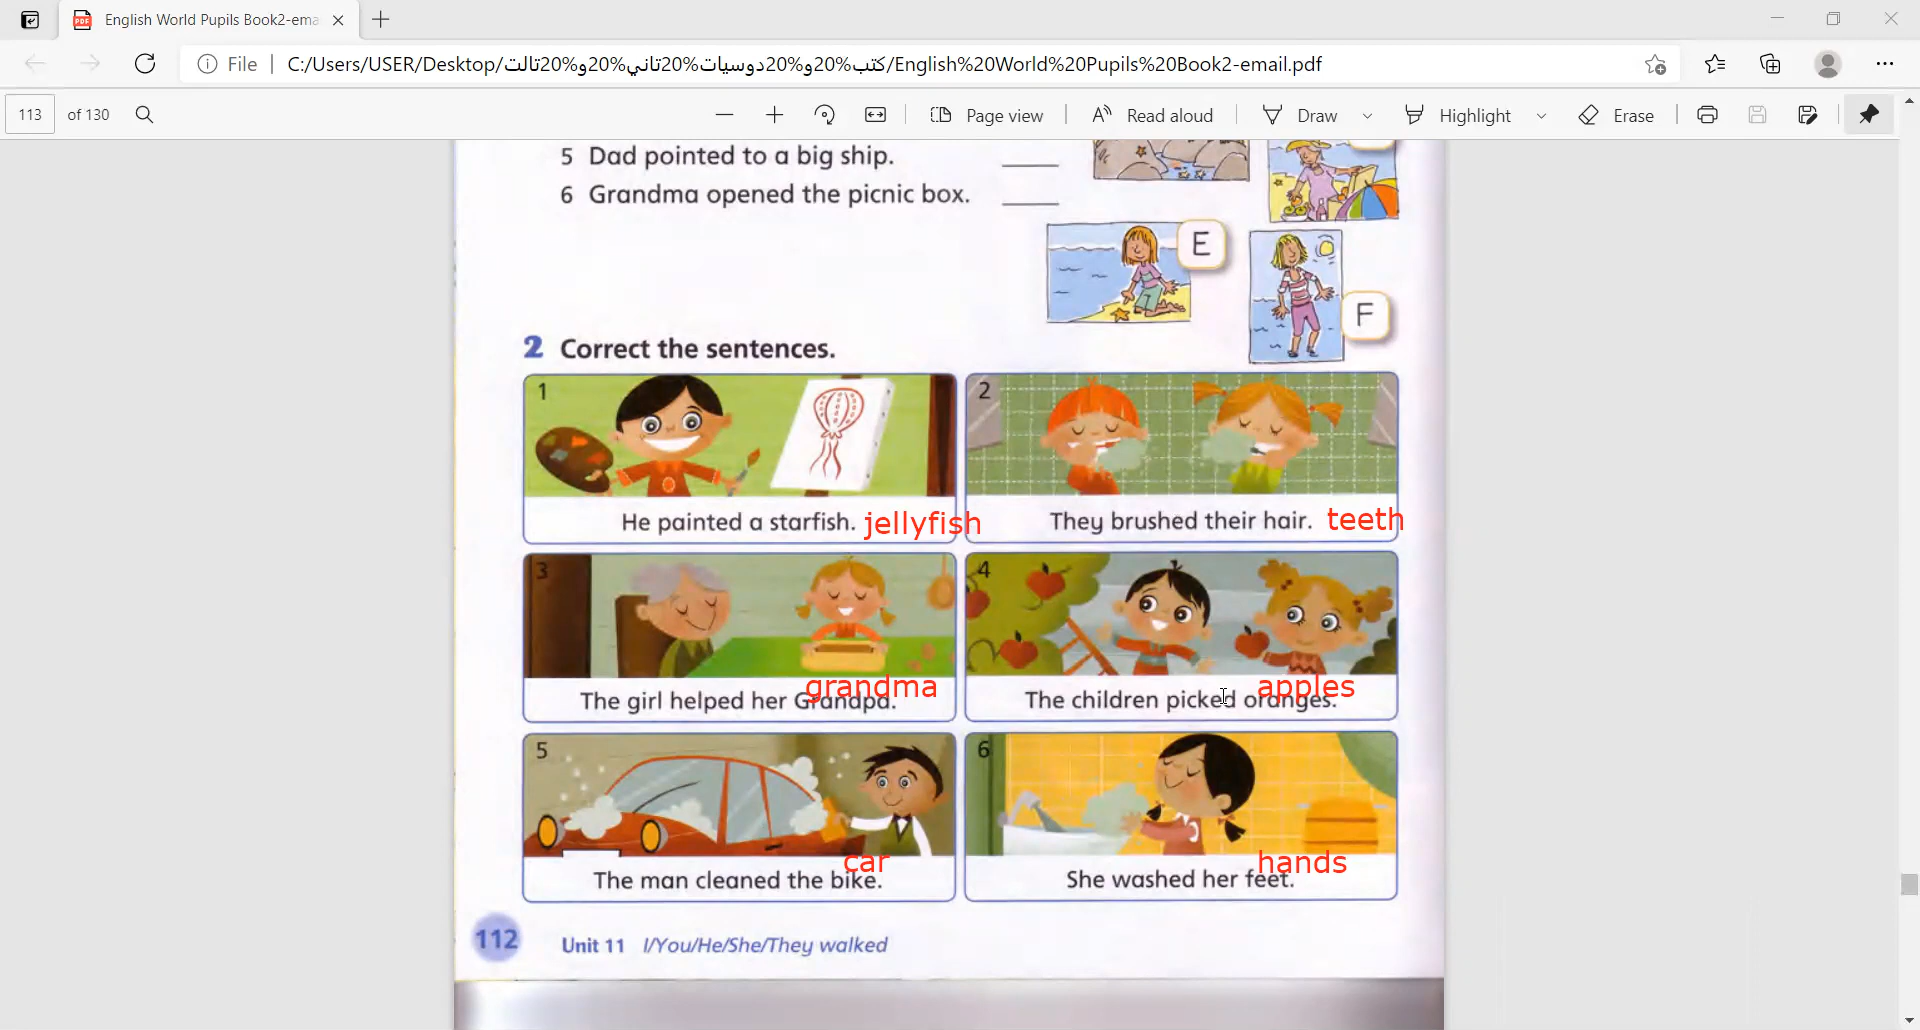 English World Pupils Book2-ema
File | C:/Users/USER/Desktop/كتب%20و%20دوسيات%20تاني%20و%20تالت/English%20World%20Pupils%20Book2-email.pdf
113 of 130 Page view Read aloud Draw Highlight Erase
5 Dad pointed to a big ship. ____
6 Grandma opened the picnic box. ____
E
F
2 Correct the sentences.
1
2
He painted a starfish. jellyfish
They brushed their hair. teeth
3
4
grandma
The girl helped her Grandpa.
apples
The children picked oranges.
5
6
car
The man cleaned the bike.
hands
She washed her feet.
112 Unit 11 I/You/He/She/They walked